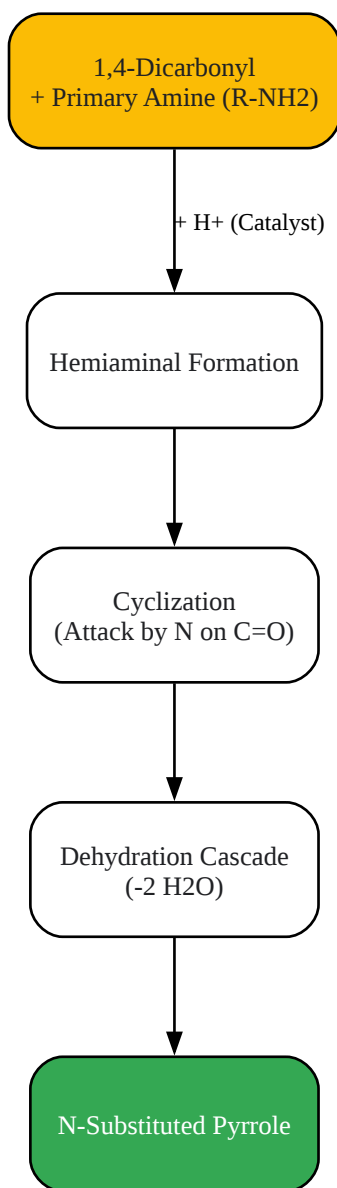 1,4-Dicarbonyl
+ Primary Amine (R-NH2)
+ H+ (Catalyst)
Hemiaminal Formation
Cyclization
(Attack by N on C=O)
Dehydration Cascade
(-2 H2O)
N-Substituted Pyrrole